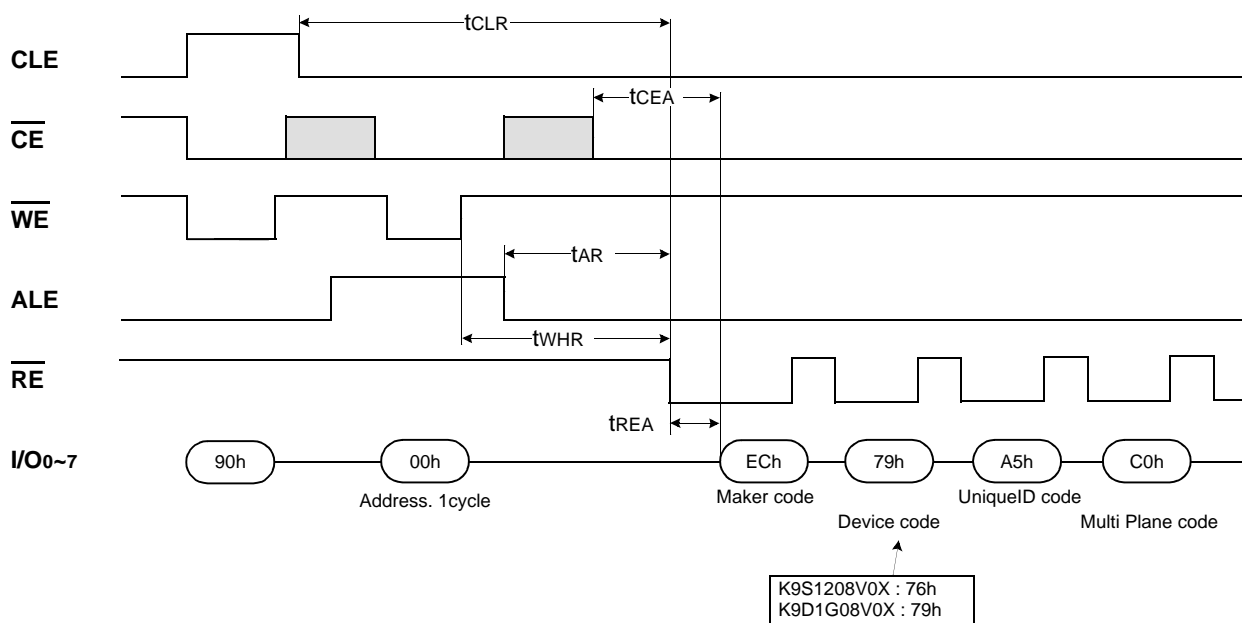 tCLR
CLE
tCEA
CE
WE
tAR
ALE
tWHR
RE
tREA
I/O0~7
90h
00h
ECh
79h
A5h
C0h
Address. 1cycle
Maker code
UniqueID code
Device code
Multi Plane code
K9S1208V0X : 76h
K9D1G08V0X : 79h